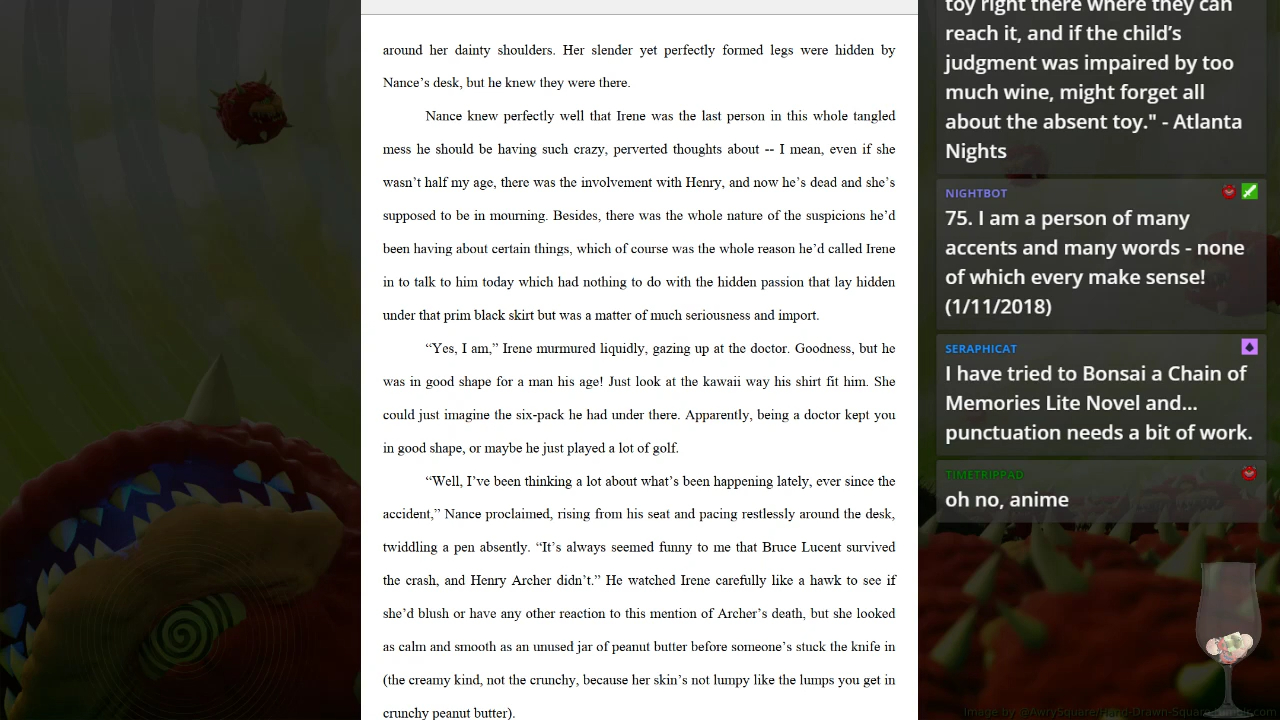 around her dainty shoulders. Her slender yet perfectly formed legs were hidden by
Nance’s desk, but he knew they were there.
Nance knew perfectly well that Irene was the last person in this whole tangled
mess he should be having such crazy, perverted thoughts about -- I mean, even if she
wasn’t half my age, there was the involvement with Henry, and now he’s dead and she’s
supposed to be in mourning. Besides, there was the whole nature of the suspicions he’d
been having about certain things, which of course was the whole reason he’d called Irene
in to talk to him today which had nothing to do with the hidden passion that lay hidden
under that prim black skirt but was a matter of much seriousness and import.
“Yes, I am,” Irene murmured liquidly, gazing up at the doctor. Goodness, but he
was in good shape for a man his age! Just look at the kawaii way his shirt fit him. She
could just imagine the six-pack he had under there. Apparently, being a doctor kept you
in good shape, or maybe he just played a lot of golf.
“Well, I’ve been thinking a lot about what’s been happening lately, ever since the
accident,” Nance proclaimed, rising from his seat and pacing restlessly around the desk,
twiddling a pen absently. “It’s always seemed funny to me that Bruce Lucent survived
the crash, and Henry Archer didn’t.” He watched Irene carefully like a hawk to see if
she’d blush or have any other reaction to this mention of Archer’s death, but she looked
as calm and smooth as an unused jar of peanut butter before someone’s stuck the knife in
(the creamy kind, not the crunchy, because her skin’s not lumpy like the lumps you get in
crunchy peanut butter).
toy right there where they can
reach it, and if the child’s
judgment was impaired by too
much wine, might forget all
about the absent toy." - Atlanta
Nights
NIGHTBOT
75. I am a person of many
accents and many words - none
of which every make sense!
(1/11/2018)
SERAPHICAT
I have tried to Bonsai a Chain of
Memories Lite Novel and...
punctuation needs a bit of work.
TIMETRIPPAD
oh no, anime